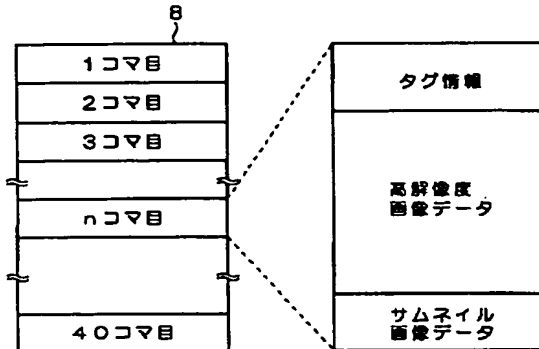 8
1コマ目
2コマ目
3コマ目
nコマ目
40コマ目
タグ情報
高解像度
画像データ
サムネイル
画像データ